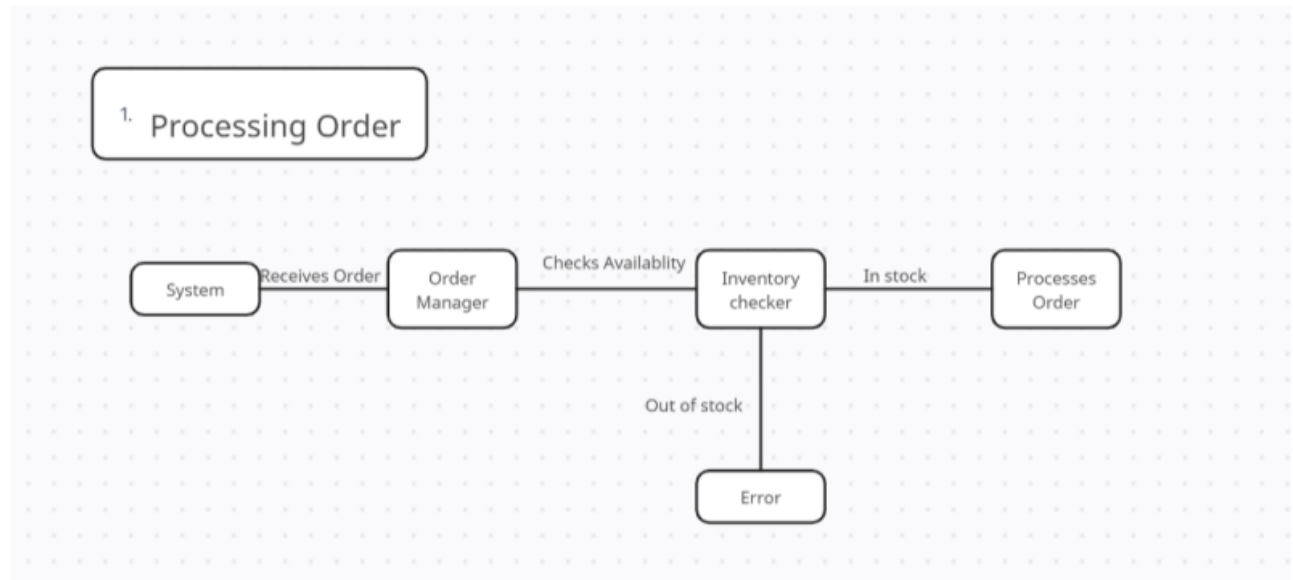 1. Processing Order
Receives Order
Checks Availablity
System
Order
Manager
Inventory
checker
In stock
Processes
Order
Out of stock
Error